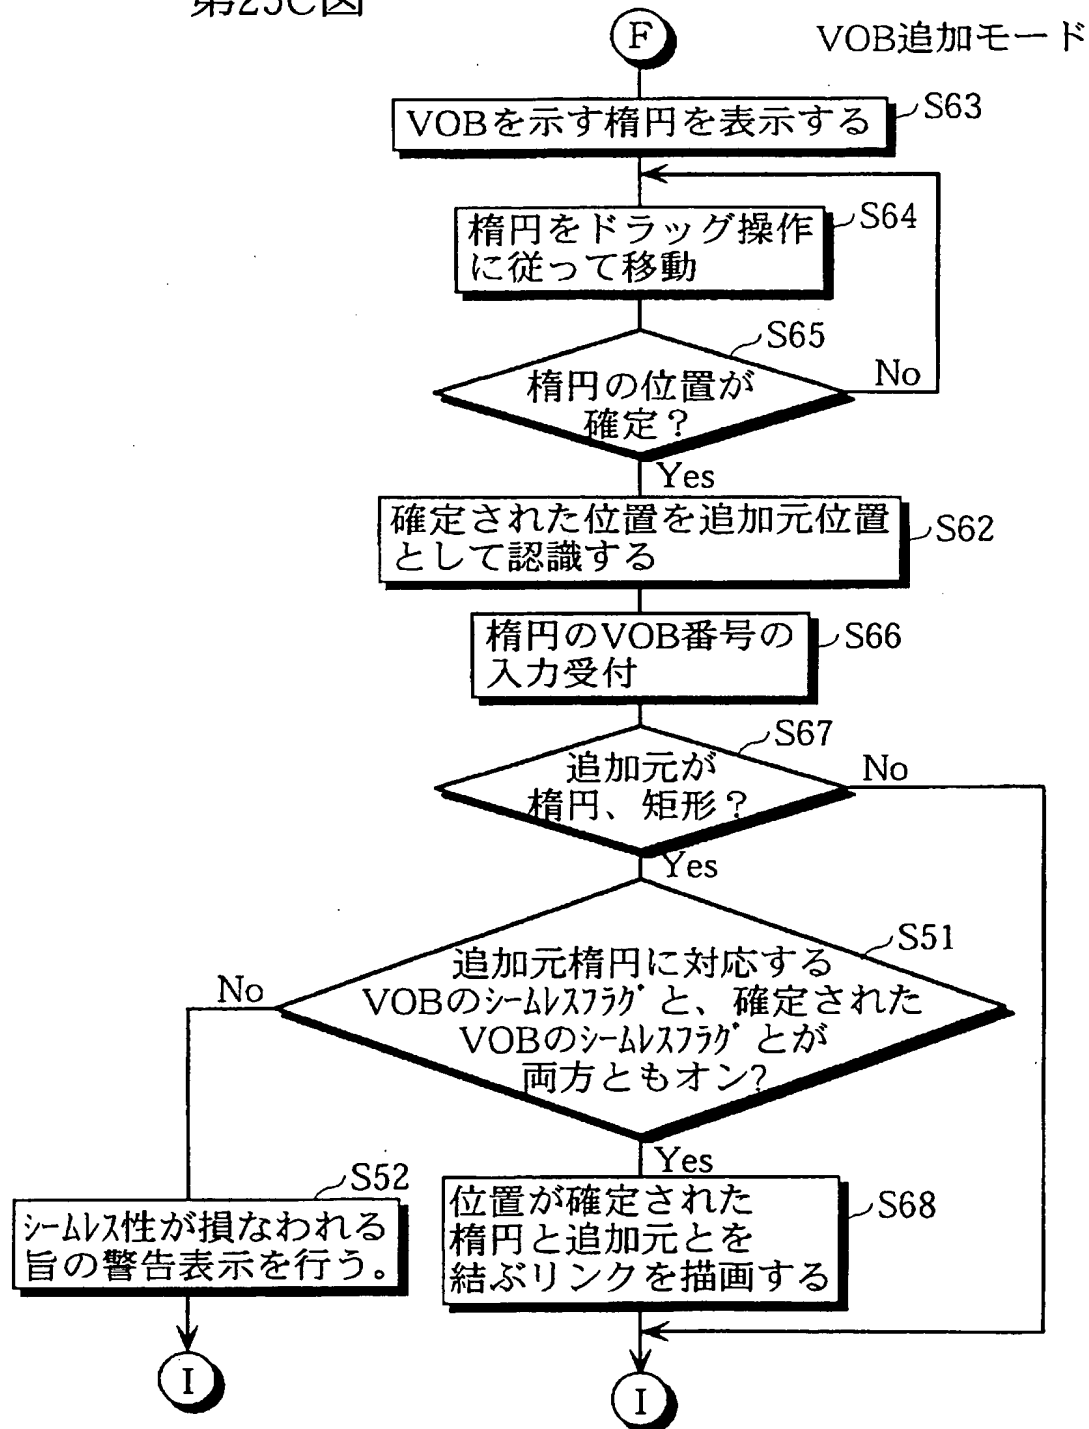 第25C図
F
VOB追加モード
VOBを示す楕円を表示する
S63
楕円をドラッグ操作
に従って移動
S64
楕円の位置が
確定?
S65
No
Yes
確定された位置を追加元位置
として認識する
S62
楕円のVOB番号の
入力受付
S66
追加元が
楕円、矩形?
S67
No
Yes
追加元楕円に対応する
VOBのシームレスフラグと、確定された
VOBのシームレスフラグとが
両方ともオン?
S51
No
Yes
シームレス性が損なわれる
旨の警告表示を行う。
S52
位置が確定された
楕円と追加元とを
結ぶリンクを描画する
S68
I
I